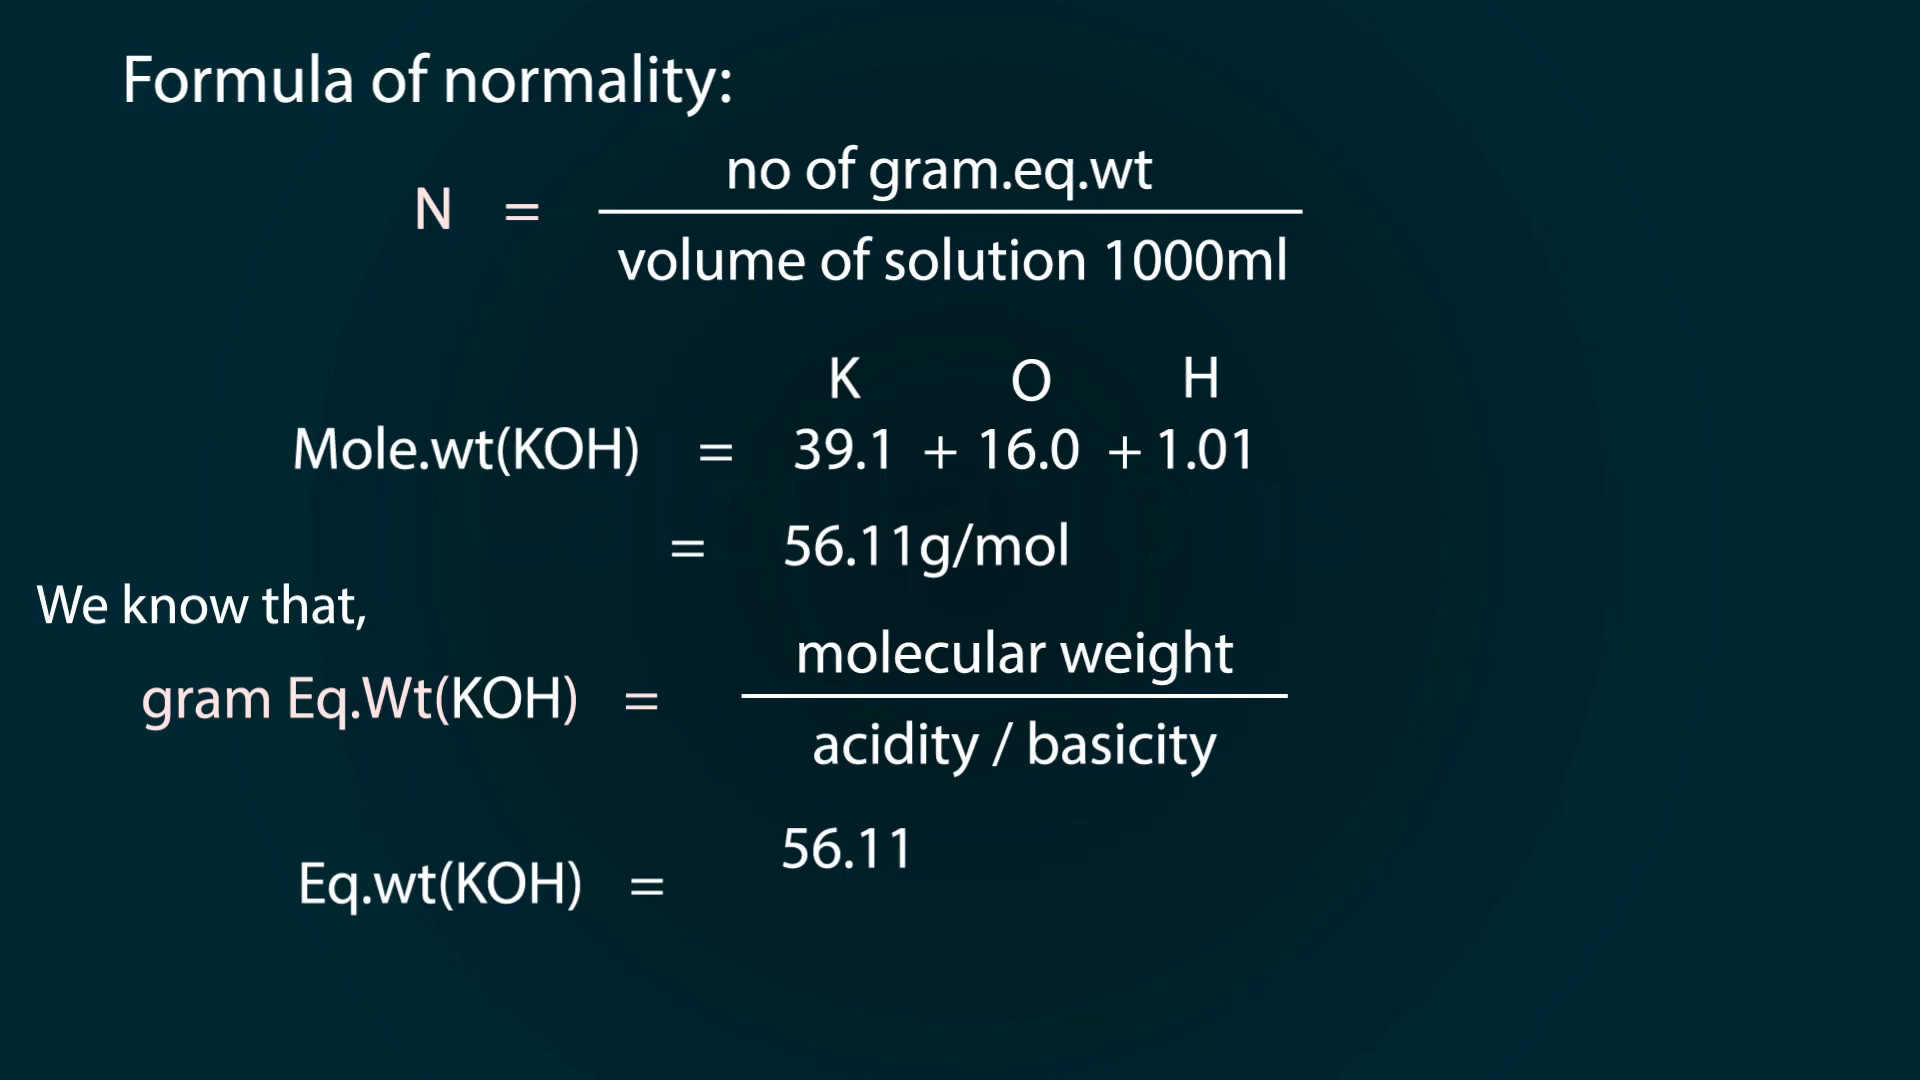 Formula of normality:
no of gram.eq.wt
N =
volume of solution 1000ml
K O H
Mole.wt(KOH) = 39.1 + 16.0 + 1.01
= 56.11g/mol
We know that,
molecular weight
gram Eq.Wt(KOH) =
acidity / basicity
56.11
Eq.wt(KOH) =